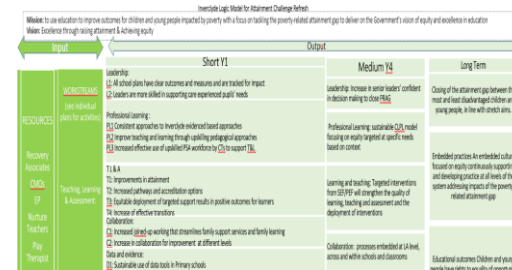 Inverclyde Logic Model for Attainment Challenge Refresh
Mission: to use education to improve outcomes for children and young people impacted by poverty with a focus on tackling the poverty-related attainment gap to deliver on the Government's vision of equity and excellence in education
Vision: Excellence through raising attainment & Achieving equity
Input
Output
RESOURCES
Recovery
Associates
CMOs
EP
Nurture
Teachers
Play
Therapist
WORKSTREAMS
(see individual
plans for activities)
Teaching, Learning
& Assessment
Short Y1
Leadership:
L1: All school plans have clear outcomes and measures and are tracked for impact
L2: Leaders are more skilled in supporting care experienced pupils' needs
Professional Learning :
PL1 Consistent approaches to Inverclyde evidence based approaches
PL2 Improve teaching and learning through upskilling pedagogical approaches
PL3 Increased effective use of upskilled PSA workforce by CTs to support T&L
T L & A
T1: Improvements in attainment
T2: Increased pathways and accreditation options
T3: Equitable deployment of targeted support results in positive outcomes for learners
T4: Increase of effective transitions
Collaboration:
C1: Increased joined-up working that streamlines family support services and family learning
C2: Increase in collaboration for improvement at different levels
Data and evidence:
D1: Sustainable use of data tools in Primary schools
Medium Y4
Leadership: Increase in senior leaders' confidence
in decision making to close PRAG
Professional Learning: sustainable CLPL model
focusing on equity targeted at specific needs
based on context
Learning and teaching: Targeted interventions
from SEF/PEF will strengthen the quality of
learning, teaching and assessment and the
deployment of interventions
Collaboration: processes embedded at LA level,
across and within schools and classrooms
Long Term
Closing of the attainment gap between the
most and least disadvantaged children and
young people, in line with stretch aims.
Embedded practices An embedded culture
focused on equity continuously supporting
and developing practice at all levels of the
system addressing impacts of the poverty
related attainment gap
Educational outcomes Children and young